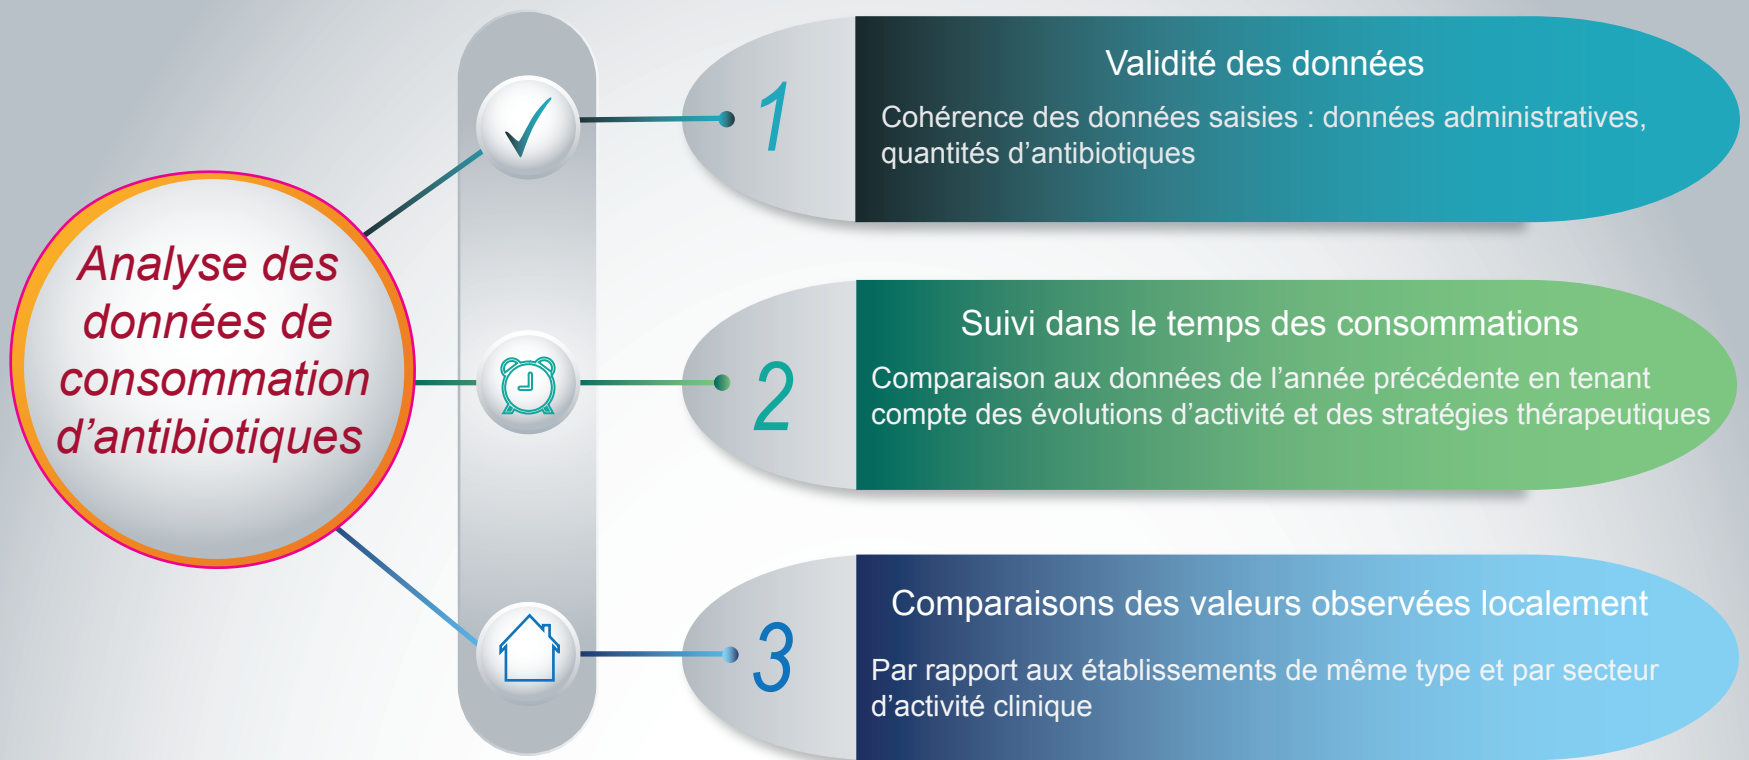 Analyse des
données de
consommation
d’antibiotiques
1
Validité des données
Cohérence des données saisies : données administratives,
quantités d’antibiotiques
2
Suivi dans le temps des consommations
Comparaison aux données de l’année précédente en tenant
compte des évolutions d’activité et des stratégies thérapeutiques
3
Comparaisons des valeurs observées localement
Par rapport aux établissements de même type et par secteur
d’activité clinique